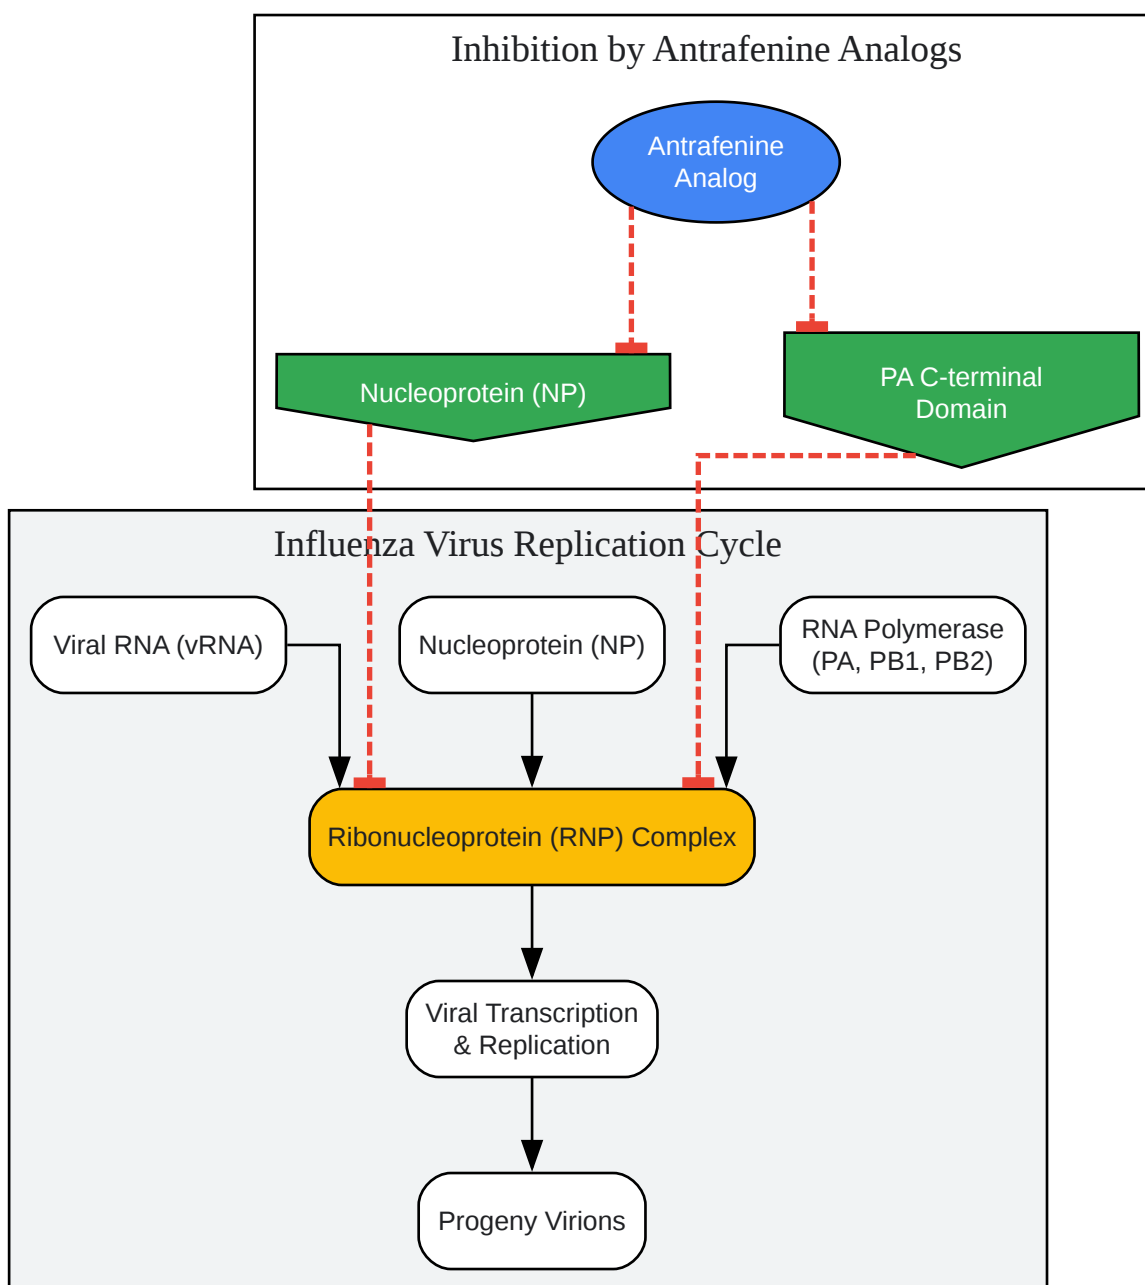 Inhibition by Antrafenine Analogs
Antrafenine
Analog
Nucleoprotein (NP)
PA C-terminal
Domain
Influenza Virus Replication Cycle
Viral RNA (vRNA)
Nucleoprotein (NP)
RNA Polymerase
(PA, PB1, PB2)
Ribonucleoprotein (RNP) Complex
Viral Transcription
& Replication
Progeny Virions